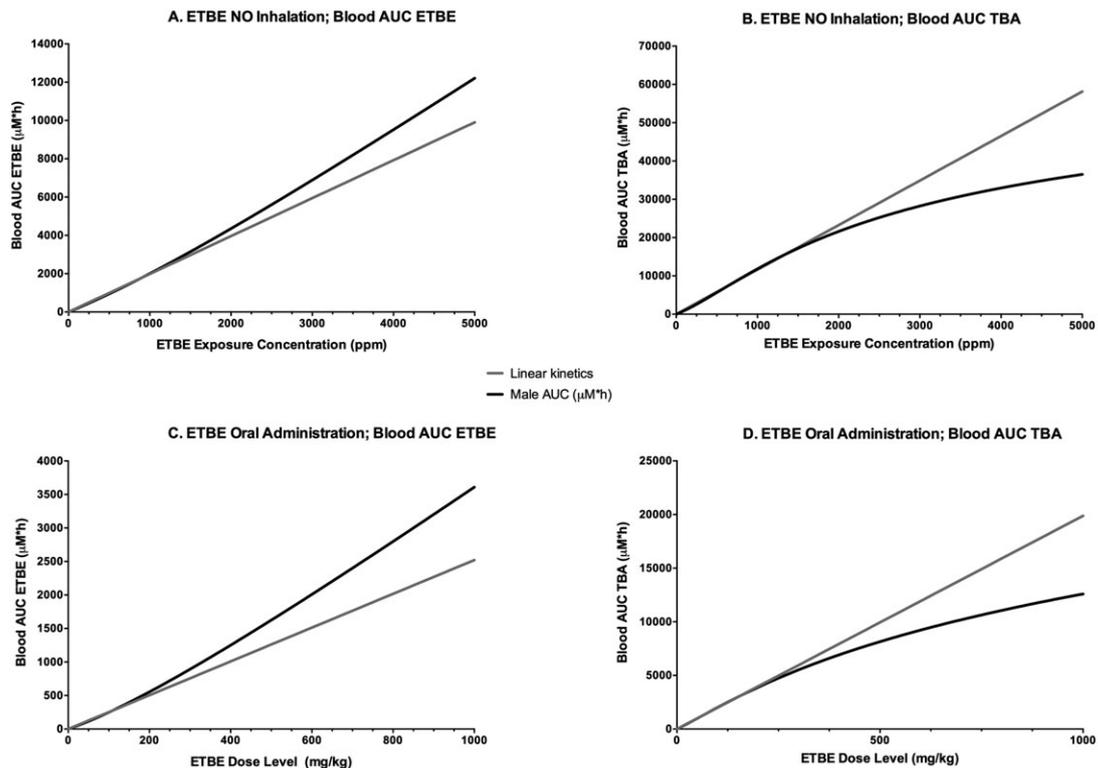 A. ETBE NO Inhalation; Blood AUC ETBE
Blood AUC ETBE (μM*h)
14000
12000
10000
8000
6000
4000
2000
0
0 1000 2000 3000 4000 5000
ETBE Exposure Concentration (ppm)
B. ETBE NO Inhalation; Blood AUC TBA
Blood AUC TBA (μM*h)
70000
60000
50000
40000
30000
20000
10000
0
0 1000 2000 3000 4000 5000
ETBE Exposure Concentration (ppm)
Linear kinetics
Male AUC (μM*h)
C. ETBE Oral Administration; Blood AUC ETBE
Blood AUC ETBE (μM*h)
4000
3500
3000
2500
2000
1500
1000
500
0
0 200 400 600 800 1000
ETBE Dose Level (mg/kg)
D. ETBE Oral Administration; Blood AUC TBA
Blood AUC TBA (μM*h)
25000
20000
15000
10000
5000
0
0 500 1000
ETBE Dose Level (mg/kg)